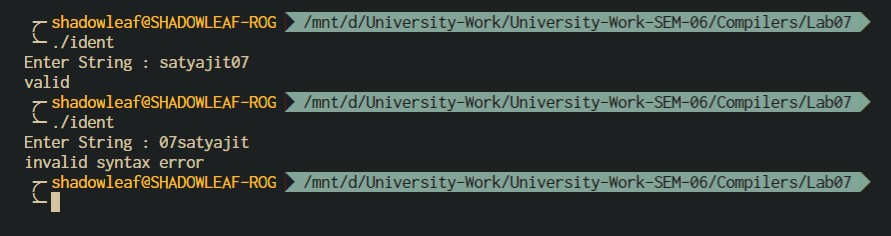 shadowleaf@SHADOWLEAF-ROG /mnt/d/University-Work/University-Work-SEM-06/Compilers/Lab07
./ident
Enter String : satyajit07
valid
shadowleaf@SHADOWLEAF-ROG /mnt/d/University-Work/University-Work-SEM-06/Compilers/Lab07
./ident
Enter String : 07satyajit
invalid syntax error
shadowleaf@SHADOWLEAF-ROG /mnt/d/University-Work/University-Work-SEM-06/Compilers/Lab07